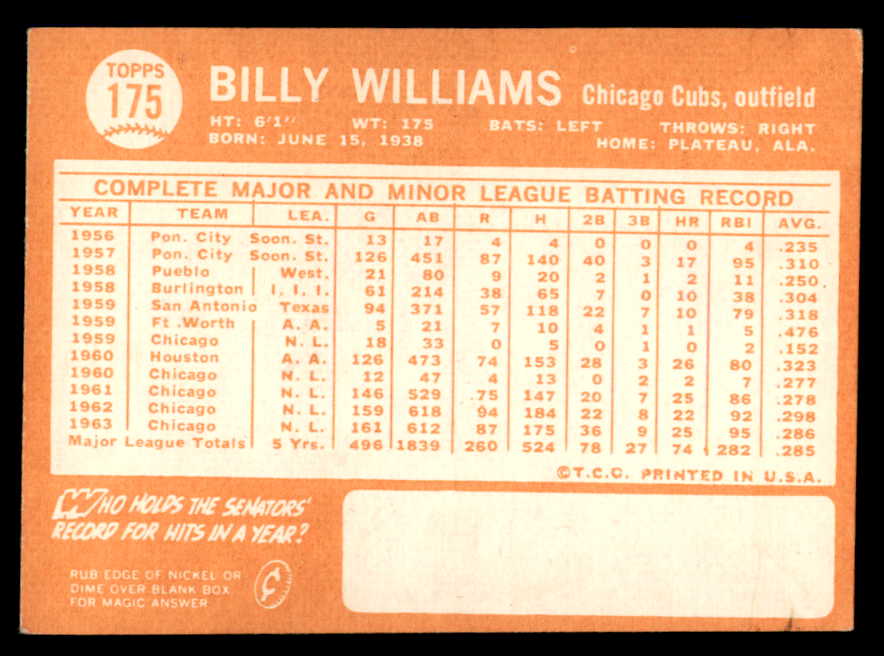 TOPPS
175
BILLY WILLIAMS Chicago Cubs, outfield
HT: 6'1" WT: 175 BATS: LEFT THROWS: RIGHT
BORN: JUNE 15, 1938 HOME: PLATEAU, ALA.
COMPLETE MAJOR AND MINOR LEAGUE BATTING RECORD
YEAR TEAM LEA. G AB R H 2B 3B HR RBI AVG.
1956 Pon. City Soon. St. 13 17 4 4 0 0 0 4 .235
1957 Pon. City Soon. St. 126 451 87 140 40 3 17 95 .310
1958 Pueblo West. 21 80 9 20 2 1 2 11 .250
1958 Burlington I. I. I. 61 214 38 65 7 0 10 38 .304
1959 San Antonio Texas 94 371 57 118 22 7 10 79 .318
1959 Ft .Worth A. A. 5 21 7 10 4 1 1 5 .476
1959 Chicago N. L. 18 33 0 5 0 1 0 2 .152
1960 Houston A. A. 126 473 74 153 28 3 26 80 .323
1960 Chicago N. L. 12 47 4 13 0 2 2 7 .277
1961 Chicago N. L. 146 529 75 147 20 7 25 86 .278
1962 Chicago N. L. 159 618 94 184 22 8 22 92 .298
1963 Chicago N. L. 161 612 87 175 36 9 25 95 .286
Major League Totals 5 Yrs. 496 1839 260 524 78 27 74 282 .285
©T.C.G. PRINTED IN U.S.A.
WHO HOLDS THE SENATORS'
RECORD FOR HITS IN A YEAR?
RUB EDGE OF NICKEL OR
DIME OVER BLANK BOX
FOR MAGIC ANSWER
¢